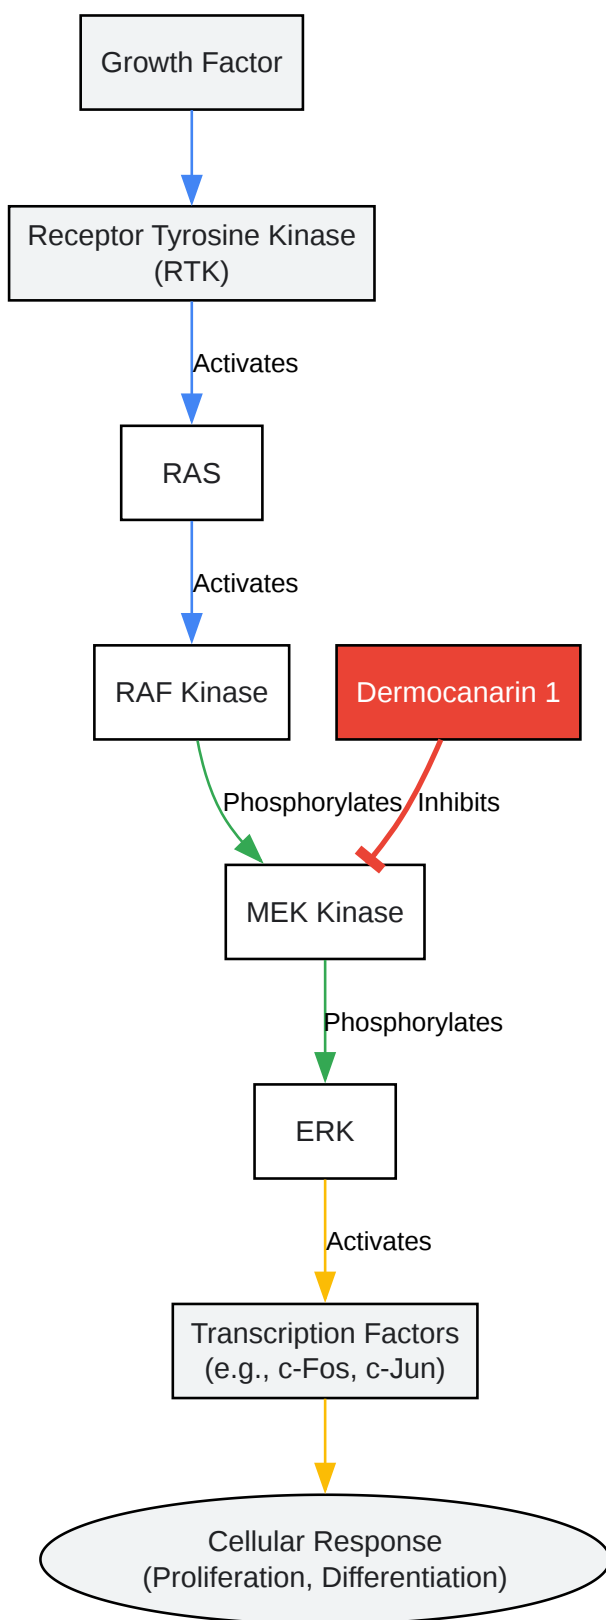 Growth Factor
Receptor Tyrosine Kinase
(RTK)
Activates
RAS
Activates
RAF Kinase
Dermocanarin 1
Phosphorylates
Inhibits
MEK Kinase
Phosphorylates
ERK
Activates
Transcription Factors
(e.g., c-Fos, c-Jun)
Cellular Response
(Proliferation, Differentiation)